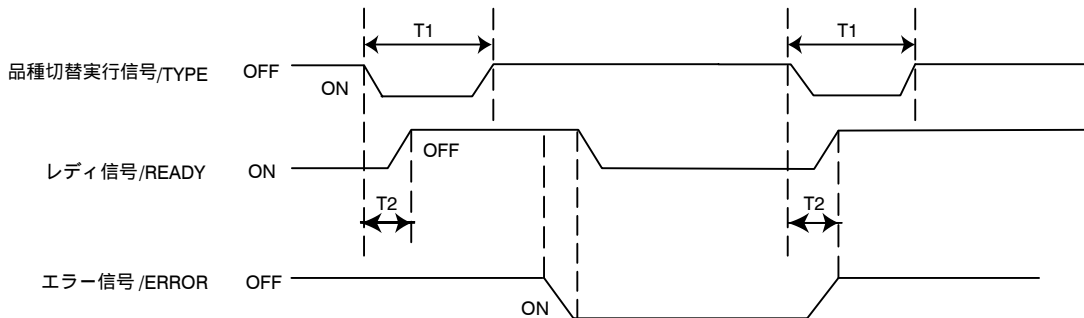 T1 T1
品種切替実行信号/TYPE OFF
ON
OFF
レディ信号/READY ON
T2 T2
エラー信号 /ERROR OFF
ON